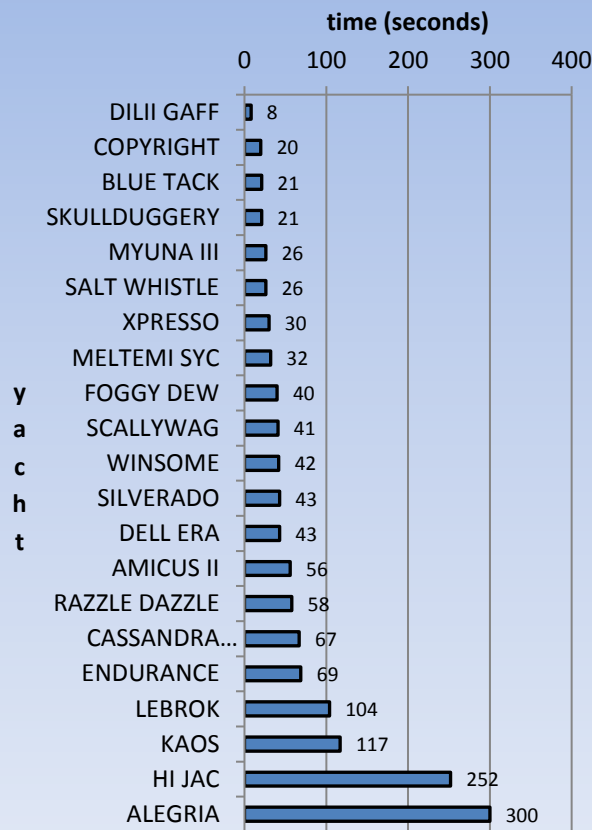 time (seconds)
0 100 200 300 400
DILII GAFF 8
COPYRIGHT 20
BLUE TACK 21
SKULLDUGGERY 21
MYUNA III 26
SALT WHISTLE 26
XPRESSO 30
MELTEMI SYC 32
FOGGY DEW 40
SCALLYWAG 41
WINSOME 42
SILVERADO 43
DELL ERA 43
AMICUS II 56
RAZZLE DAZZLE 58
CASSANDRA... 67
ENDURANCE 69
LEBROK 104
KAOS 117
HI JAC 252
ALEGRIA 300
yacht